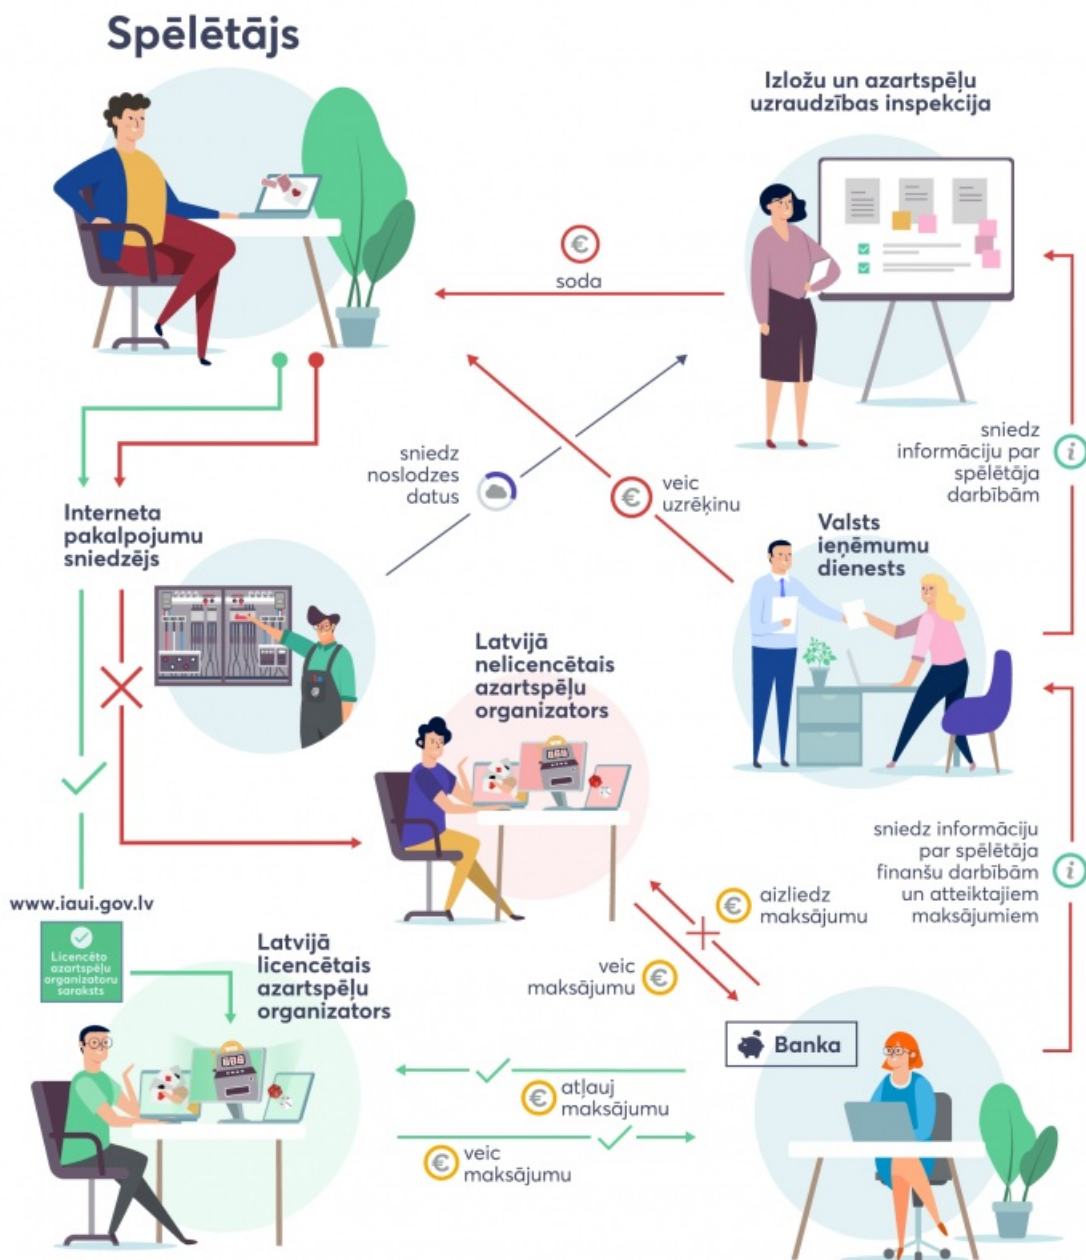 Spēlētājs
Izložu un azartspēļu
uzraudzības inspekcija
soda
sniedz
noslodzes
datus
veic
uzrēķinu
sniedz
informāciju par
spēlētāja
darbībām
Interneta
pakalpojumu
sniedzējs
Valsts
ieņēmumu
dienests
Latvijā
nelicencētais
azartspēļu
organizators
sniedz informāciju
par spēlētāja
finanšu darbībām
un atteiktajiem
maksājumiem
aizliedz
maksājumu
veic
maksājumu
www.iaui.gov.lv
Licencēto
azartspēļu
organizatoru
saraksts
Latvijā
licencētais
azartspēļu
organizators
Banka
atļauj
maksājumu
veic
maksājumu